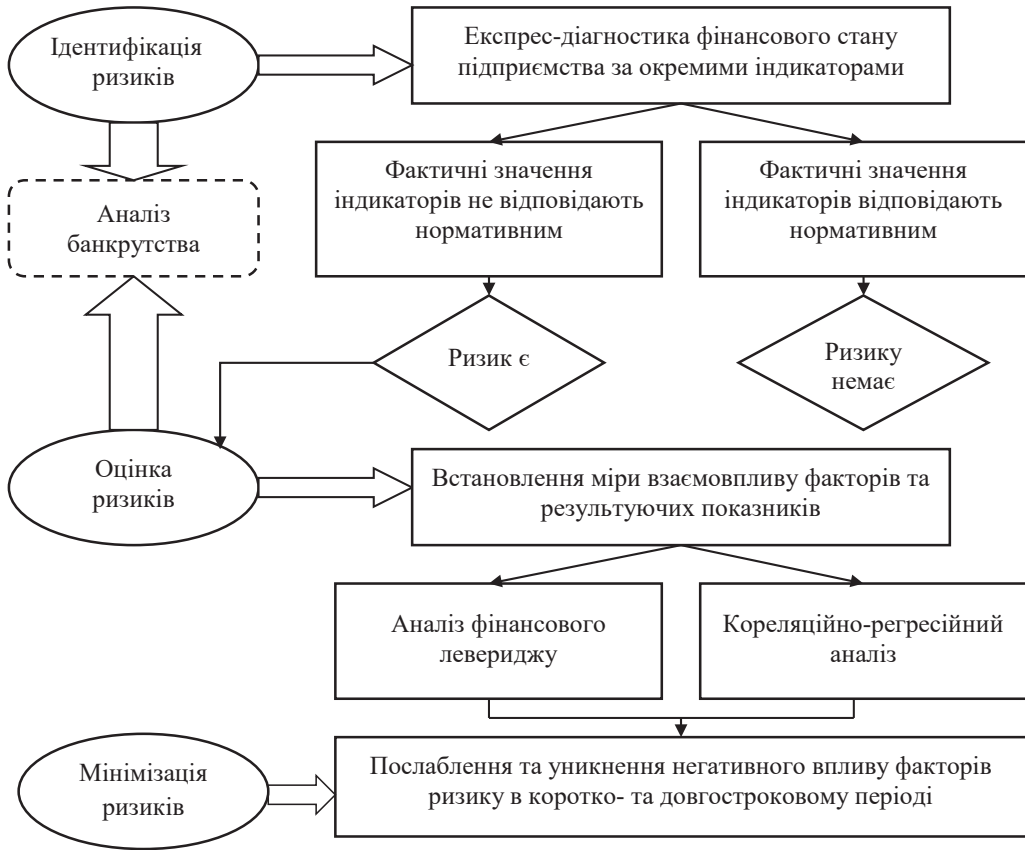 Ідентифікація
ризиків
Експрес-діагностика фінансового стану
підприємства за окремими індикаторами
Фактичні значення
індикаторів не відповідають
нормативним
Фактичні значення
індикаторів відповідають
нормативним
Аналіз
банкрутства
Ризик є
Ризику
немає
Оцінка
ризиків
Встановлення міри взаємовпливу факторів та
результуючих показників
Аналіз фінансового
левериджу
Кореляційно-регресійний
аналіз
Мінімізація
ризиків
Послаблення та уникнення негативного впливу факторів
ризику в коротко- та довгостроковому періоді